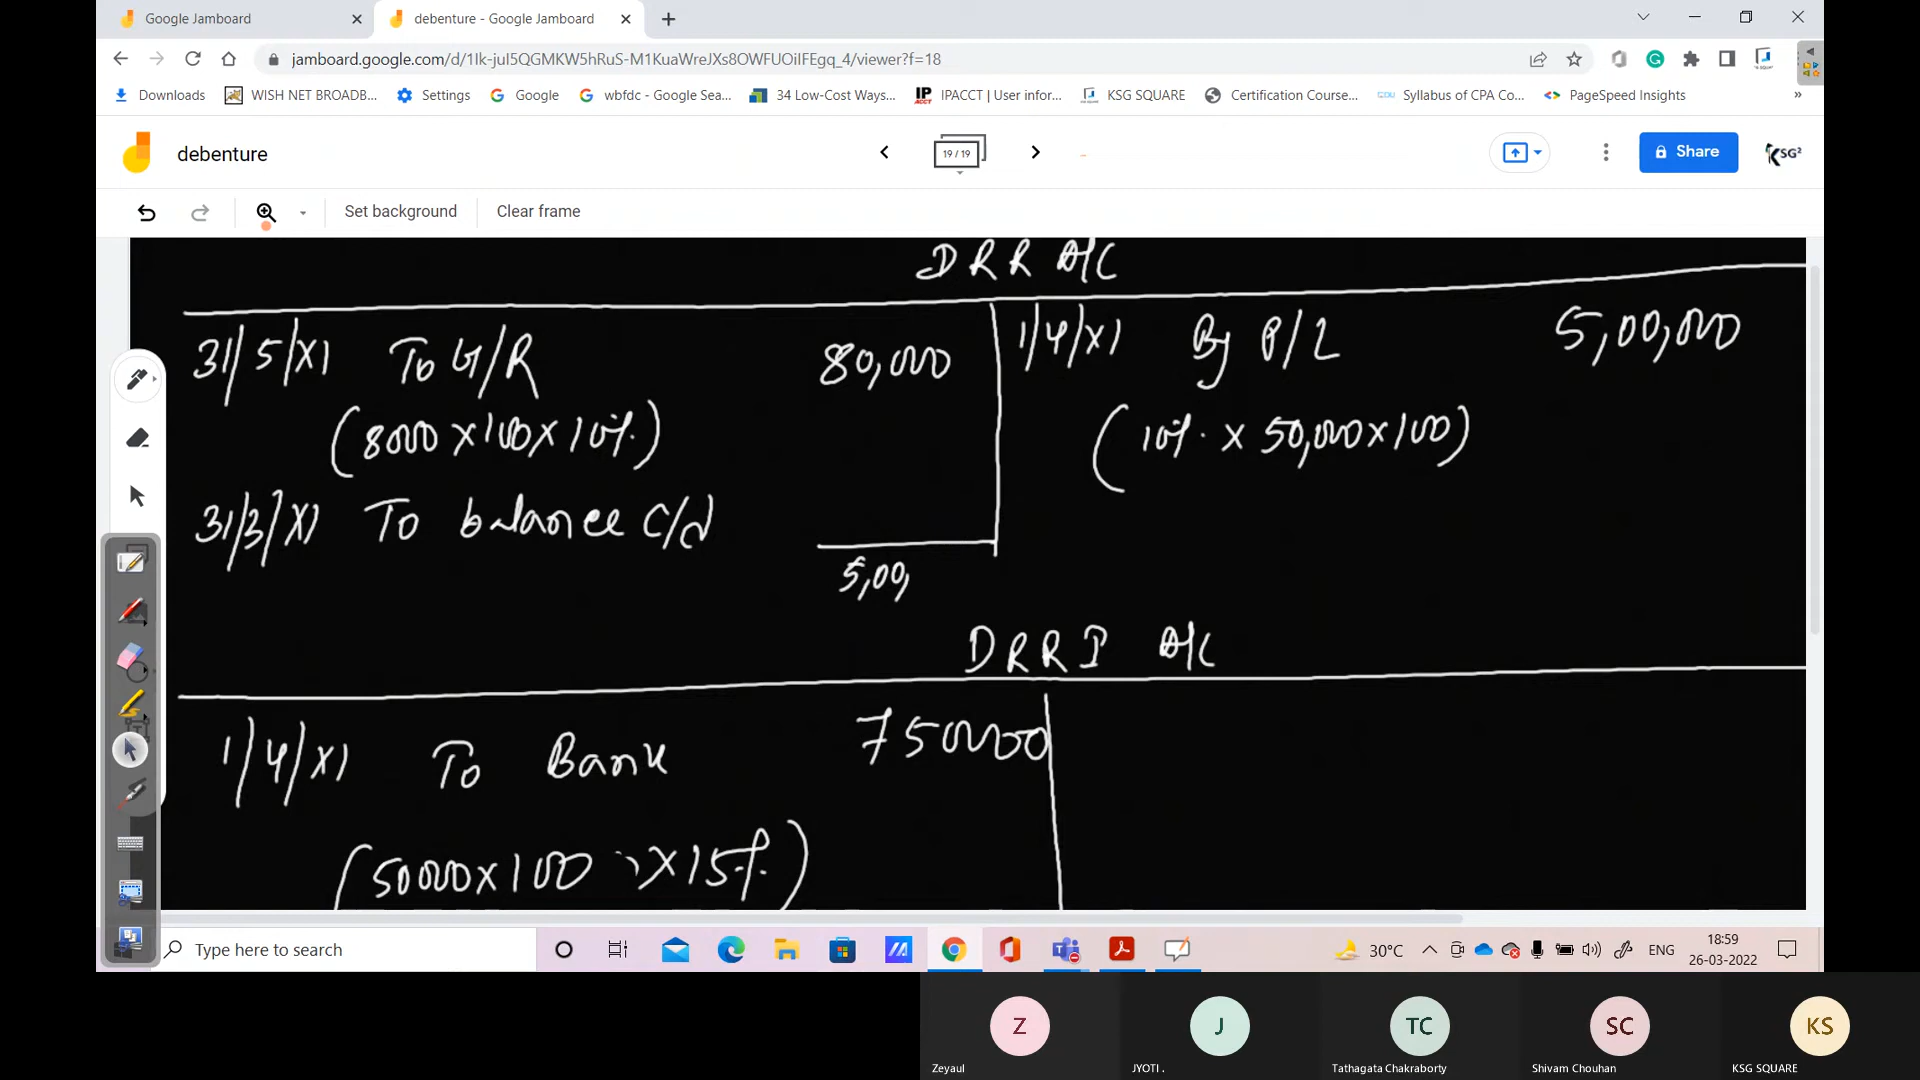 Google Jamboard
debenture - Google Jamboard
jamboard.google.com/d/1Ik-juI5QGMKW5hRuS-M1KuaWreJXs8OWFUOiIFEgq_4/viewer?f=18
Downloads WISH NET BROADB... Settings Google wbfdc - Google Sea... 34 Low-Cost Ways... IPACCT | User infor... KSG SQUARE Certification Course... Syllabus of CPA Co... PageSpeed Insights »
debenture
19 / 19
Share
KSG²
Set background Clear frame
DRR A/C
31/5/X1 To G/R 80,000 1/4/X1 By P/L 5,00,000
(8000 x 100 x 10%) (10% x 50,000 x 100)
31/3/X1 To balance C/d
5,00,
DRRI A/C
1/4/X1 To Bank 750000
(50000 x 100 x 15%)
Type here to search
30°C ENG 18:59
26-03-2022
Z J TC SC KS
Zeyaul JYOTI . Tathagata Chakraborty Shivam Chouhan KSG SQUARE